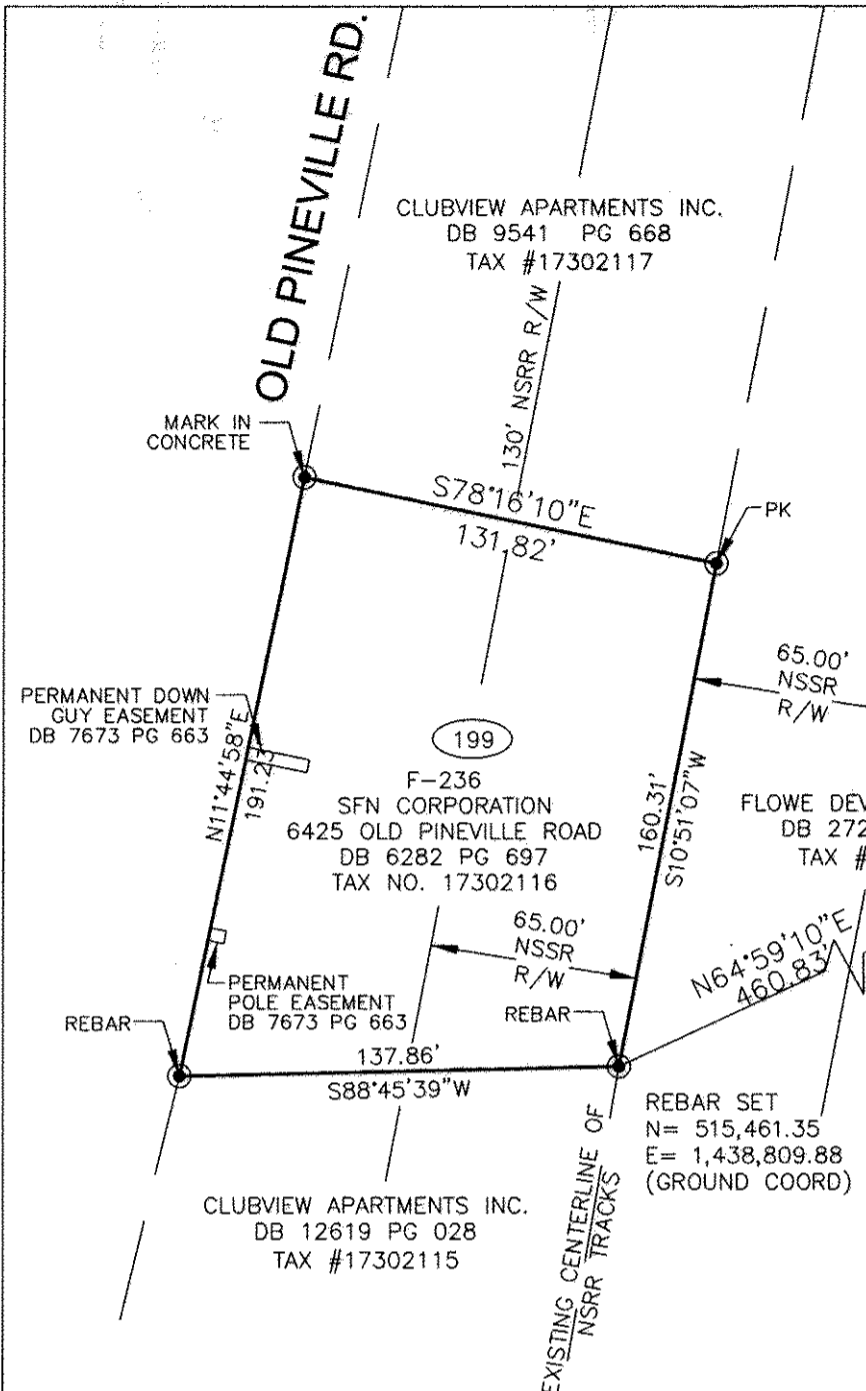 OLD PINEVILLE RD.
CLUBVIEW APARTMENTS INC.
DB 9541 PG 668
TAX #17302117
130' NSRR R/W
MARK IN
CONCRETE
S78°16'10"E
131.82'
PK
65.00'
NSSR
R/W
PERMANENT DOWN
GUY EASEMENT
DB 7673 PG 663
N11°44'58"E
191.23
199
F-236
SFN CORPORATION
6425 OLD PINEVILLE ROAD
DB 6282 PG 697
TAX NO. 17302116
160.31'
S10°51'07"W
FLOWE DEV
DB 272
TAX #
65.00'
NSSR
R/W
N64°59'10"E
460.83'
PERMANENT
POLE EASEMENT
DB 7673 PG 663
REBAR
REBAR
137.86'
S88°45'39"W
REBAR SET
N= 515,461.35
E= 1,438,809.88
(GROUND COORD)
EXISTING CENTERLINE OF
NSRR TRACKS
CLUBVIEW APARTMENTS INC.
DB 12619 PG 028
TAX #17302115